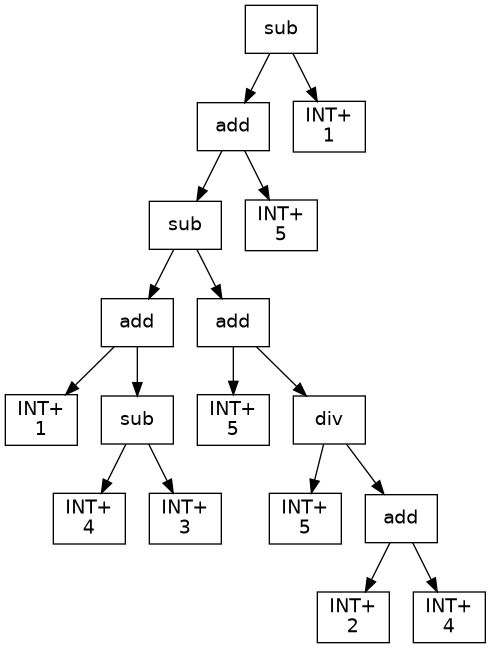 sub
add
INT+
1
sub
INT+
5
add
add
INT+
1
sub
INT+
5
div
INT+
4
INT+
3
INT+
5
add
INT+
2
INT+
4